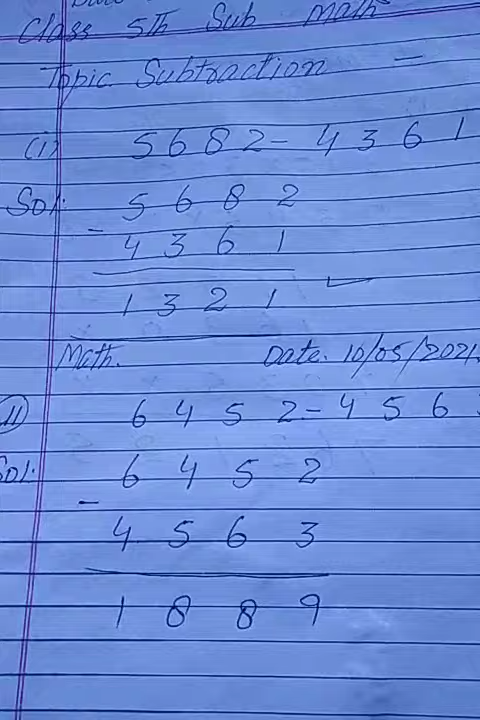 Class 5th Sub Math
Topic Subtraction =
(i) 5682 - 4361
Sol. 5682
- 4361
1321 ✓
Math. Date. 10/05/2021
(ii) 6452 - 456
Sol. 6452
- 4563
1889